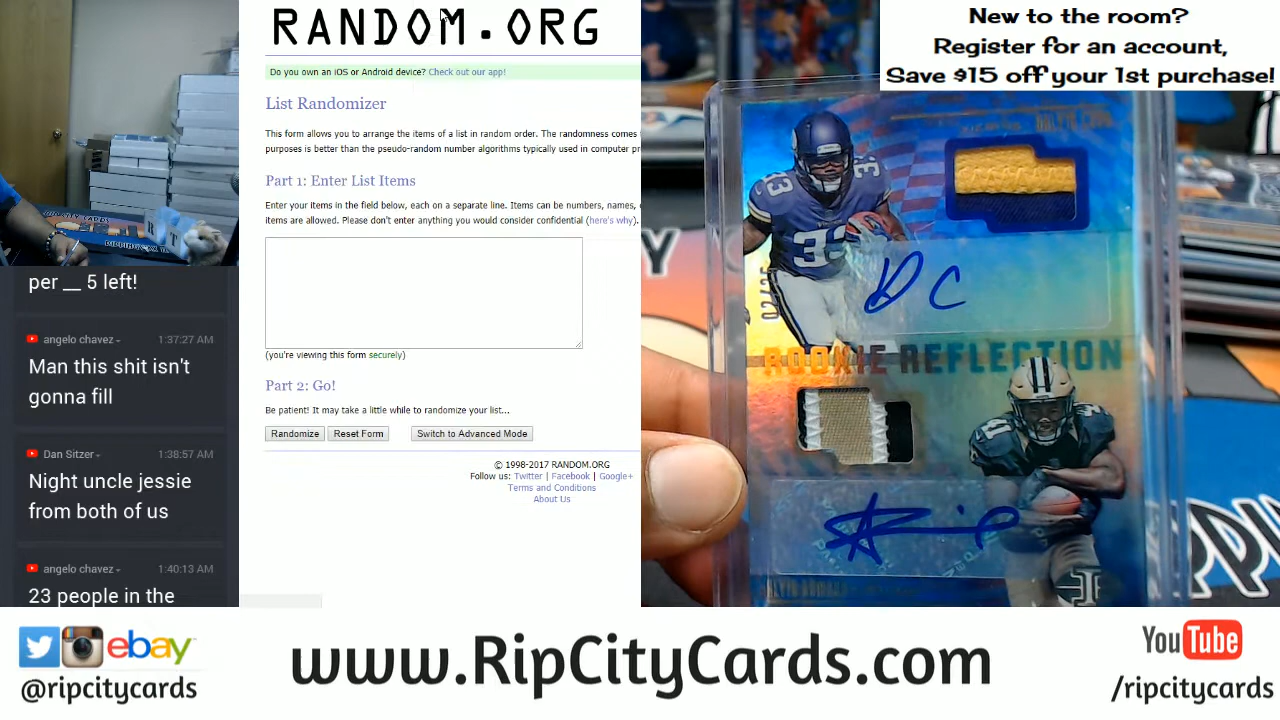 New to the room?
Register for an account,
Save $15 off your 1st purchase!
RANDOM.ORG
Do you own an iOS or Android device? Check out our app!
List Randomizer
This form allows you to arrange the items of a list in random order. The randomness comes
purposes is better than the pseudo-random number algorithms typically used in computer
Part 1: Enter List Items
Enter your items in the field below, each on a separate line. Items can be numbers, names,
items are allowed. Please don't enter anything you would consider confidential (here's why).
(you're viewing this form securely)
Part 2: Go!
Be patient! It may take a little while to randomize your list...
Randomize Reset Form Switch to Advanced Mode
© 1998-2017 RANDOM.ORG
Follow us: Twitter | Facebook | Google+
Terms and Conditions
About Us
per __ 5 left!
angelo chavez 1:37:27 AM
Man this shit isn't
gonna fill
Dan Sitzer 1:38:57 AM
Night uncle jessie
from both of us
angelo chavez 1:40:13 AM
23 people in the
33
33
DC
ROOKIE REFLECTION
41
ebay
@ripcitycards
www.RipCityCards.com
YouTube
/ripcitycards